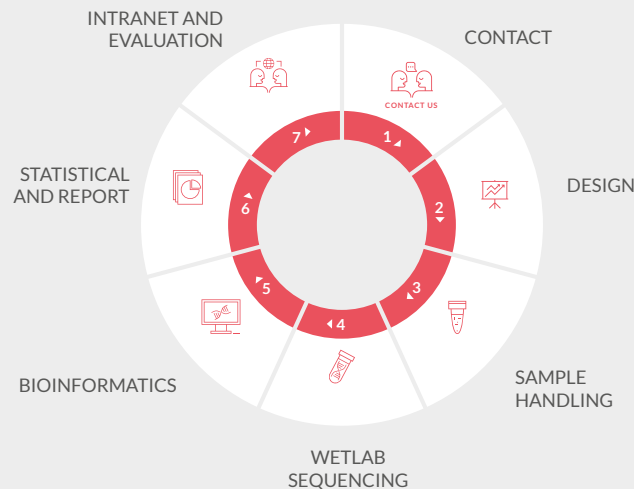 INTRANET AND
EVALUATION
CONTACT
CONTACT US
7
1
STATISTICAL
AND REPORT
DESIGN
6
2
5
3
4
BIOINFORMATICS
SAMPLE
HANDLING
WETLAB
SEQUENCING